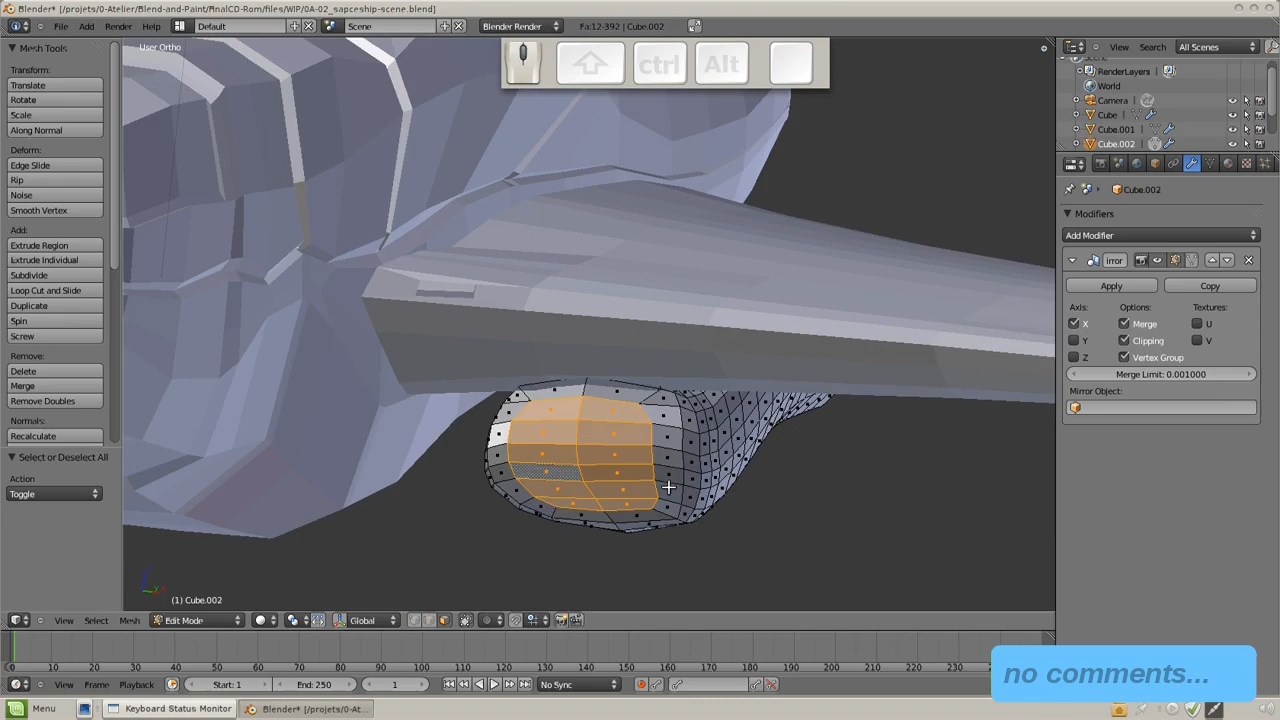 Blender* [/projets/0-Atelier/Blend-and-Paint/finalCD-Rom/files/WIP/0A-02_sapceship-scene.blend]
File Add Render Help Default Scene Blender Render Fa:12-392 | Cube.002
Mesh Tools
Transform:
Translate
Rotate
Scale
Along Normal
Deform:
Edge Slide
Rip
Noise
Smooth Vertex
Add:
Extrude Region
Extrude Individual
Subdivide
Loop Cut and Slide
Duplicate
Spin
Screw
Remove:
Delete
Merge
Remove Doubles
Normals:
Recalculate
Select or Deselect All
Action
Toggle
User Ortho
ctrl Alt
(1) Cube.002
View Search All Scenes
RenderLayers
World
Camera
Cube
Cube.001
Cube.002
Cube.002
Modifiers
Add Modifier
irror
Apply Copy
Axis: Options: Textures:
X Merge U
Y Clipping V
Z Vertex Group
Merge Limit: 0.001000
Mirror Object:
View Select Mesh Edit Mode Global
0 10 20 30 40 50 60 70 80 90 100 110 120 130 140 150 160 170 180 190 200 210 220 230
View Frame Playback Start: 1 End: 250 1 No Sync
no comments...
Menu Keyboard Status Monitor Blender* [/projets/0-At...